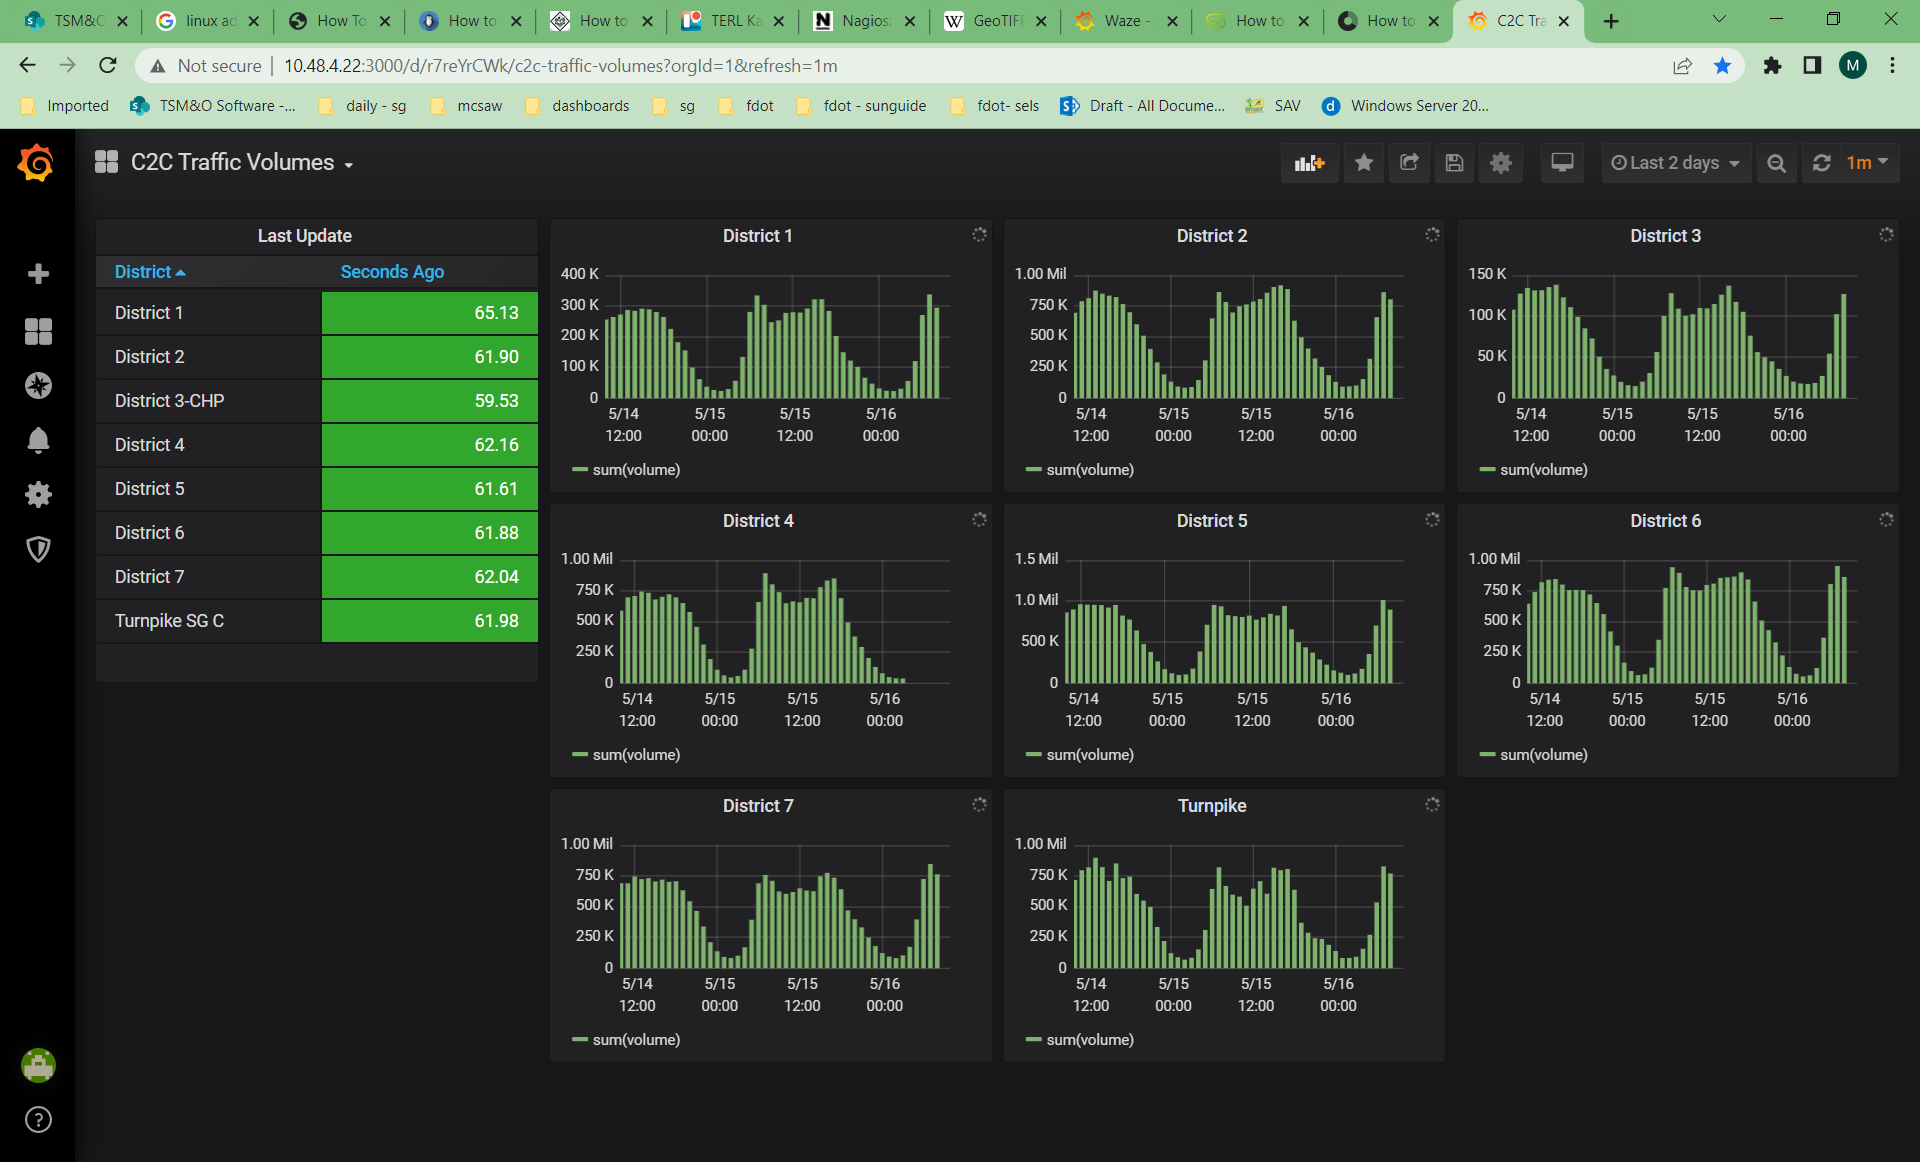 TSM&O
linux ad
How To
How to
How to
TERL Ka
Nagios
GeoTIFF
Waze -
How to
How to
C2C Tra
Not secure
10.48.4.22:3000/d/r7reYrCWk/c2c-traffic-volumes?orgId=1&refresh=1m
M
Imported
TSM&O Software -...
daily - sg
mcsaw
dashboards
sg
fdot
fdot - sunguide
fdot- sels
Draft - All Docume...
SAV
Windows Server 20...
C2C Traffic Volumes
Last 2 days
1m
Last Update
District Seconds Ago
District 1 65.13
District 2 61.90
District 3-CHP 59.53
District 4 62.16
District 5 61.61
District 6 61.88
District 7 62.04
Turnpike SG C 61.98
District 1
400 K
300 K
200 K
100 K
0
5/14 5/15 5/15 5/16
12:00 00:00 12:00 00:00
sum(volume)
District 2
1.00 Mil
750 K
500 K
250 K
0
5/14 5/15 5/15 5/16
12:00 00:00 12:00 00:00
sum(volume)
District 3
150 K
100 K
50 K
0
5/14 5/15 5/15 5/16
12:00 00:00 12:00 00:00
sum(volume)
District 4
1.00 Mil
750 K
500 K
250 K
0
5/14 5/15 5/15 5/16
12:00 00:00 12:00 00:00
sum(volume)
District 5
1.5 Mil
1.0 Mil
500 K
0
5/14 5/15 5/15 5/16
12:00 00:00 12:00 00:00
sum(volume)
District 6
1.00 Mil
750 K
500 K
250 K
0
5/14 5/15 5/15 5/16
12:00 00:00 12:00 00:00
sum(volume)
District 7
1.00 Mil
750 K
500 K
250 K
0
5/14 5/15 5/15 5/16
12:00 00:00 12:00 00:00
sum(volume)
Turnpike
1.00 Mil
750 K
500 K
250 K
0
5/14 5/15 5/15 5/16
12:00 00:00 12:00 00:00
sum(volume)